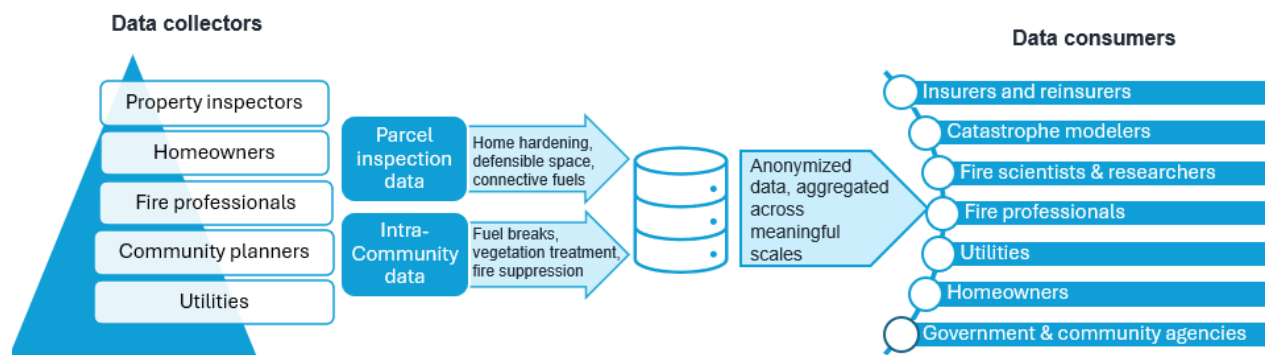 Data collectors
Property inspectors
Homeowners
Fire professionals
Community planners
Utilities
Parcel
inspection
data
Home hardening,
defensible space,
connective fuels
Intra-
Community
data
Fuel breaks,
vegetation treatment,
fire suppression
Anonymized
data, aggregated
across
meaningful
scales
Data consumers
Insurers and reinsurers
Catastrophe modelers
Fire scientists & researchers
Fire professionals
Utilities
Homeowners
Government & community agencies